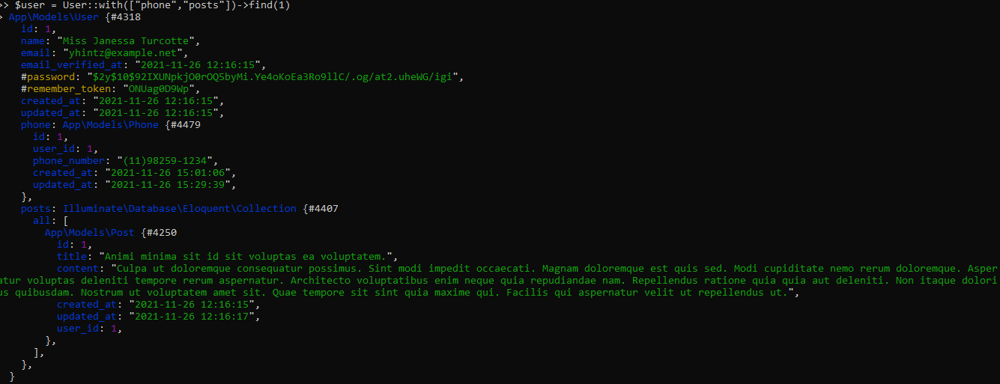 >> $user = User::with(["phone","posts"])->find(1)
> App\Models\User {#4318
id: 1,
name: "Miss Janessa Turcotte",
email: "yhintz@example.net",
email_verified_at: "2021-11-26 12:16:15",
#password: "$2y$10$92IXUNpkjO0rOQ5byMi.Ye4oKoEa3Ro9llC/.og/at2.uheWG/igi",
#remember_token: "ONUag0D9Wp",
created_at: "2021-11-26 12:16:15",
updated_at: "2021-11-26 12:16:15",
phone: App\Models\Phone {#4479
id: 1,
user_id: 1,
phone_number: "(11)98259-1234",
created_at: "2021-11-26 15:01:06",
updated_at: "2021-11-26 15:29:39",
},
posts: Illuminate\Database\Eloquent\Collection {#4407
all: [
App\Models\Post {#4250
id: 1,
title: "Animi minima sit id sit voluptas ea voluptatem.",
content: "Culpa ut doloremque consequatur possimus. Sint modi impedit occaecati. Magnam doloremque est quis sed. Modi cupiditate nemo rerum doloremque. Asper
atur voluptas deleniti tempore rerum aspernatur. Architecto voluptatibus enim neque quia repudiandae nam. Repellendus ratione quia quia aut deleniti. Non itaque dolori
us quibusdam. Nostrum ut voluptatem amet sit. Quae tempore sit sint quia maxime qui. Facilis qui aspernatur velit ut repellendus ut.",
created_at: "2021-11-26 12:16:15",
updated_at: "2021-11-26 12:16:17",
user_id: 1,
},
],
},
}